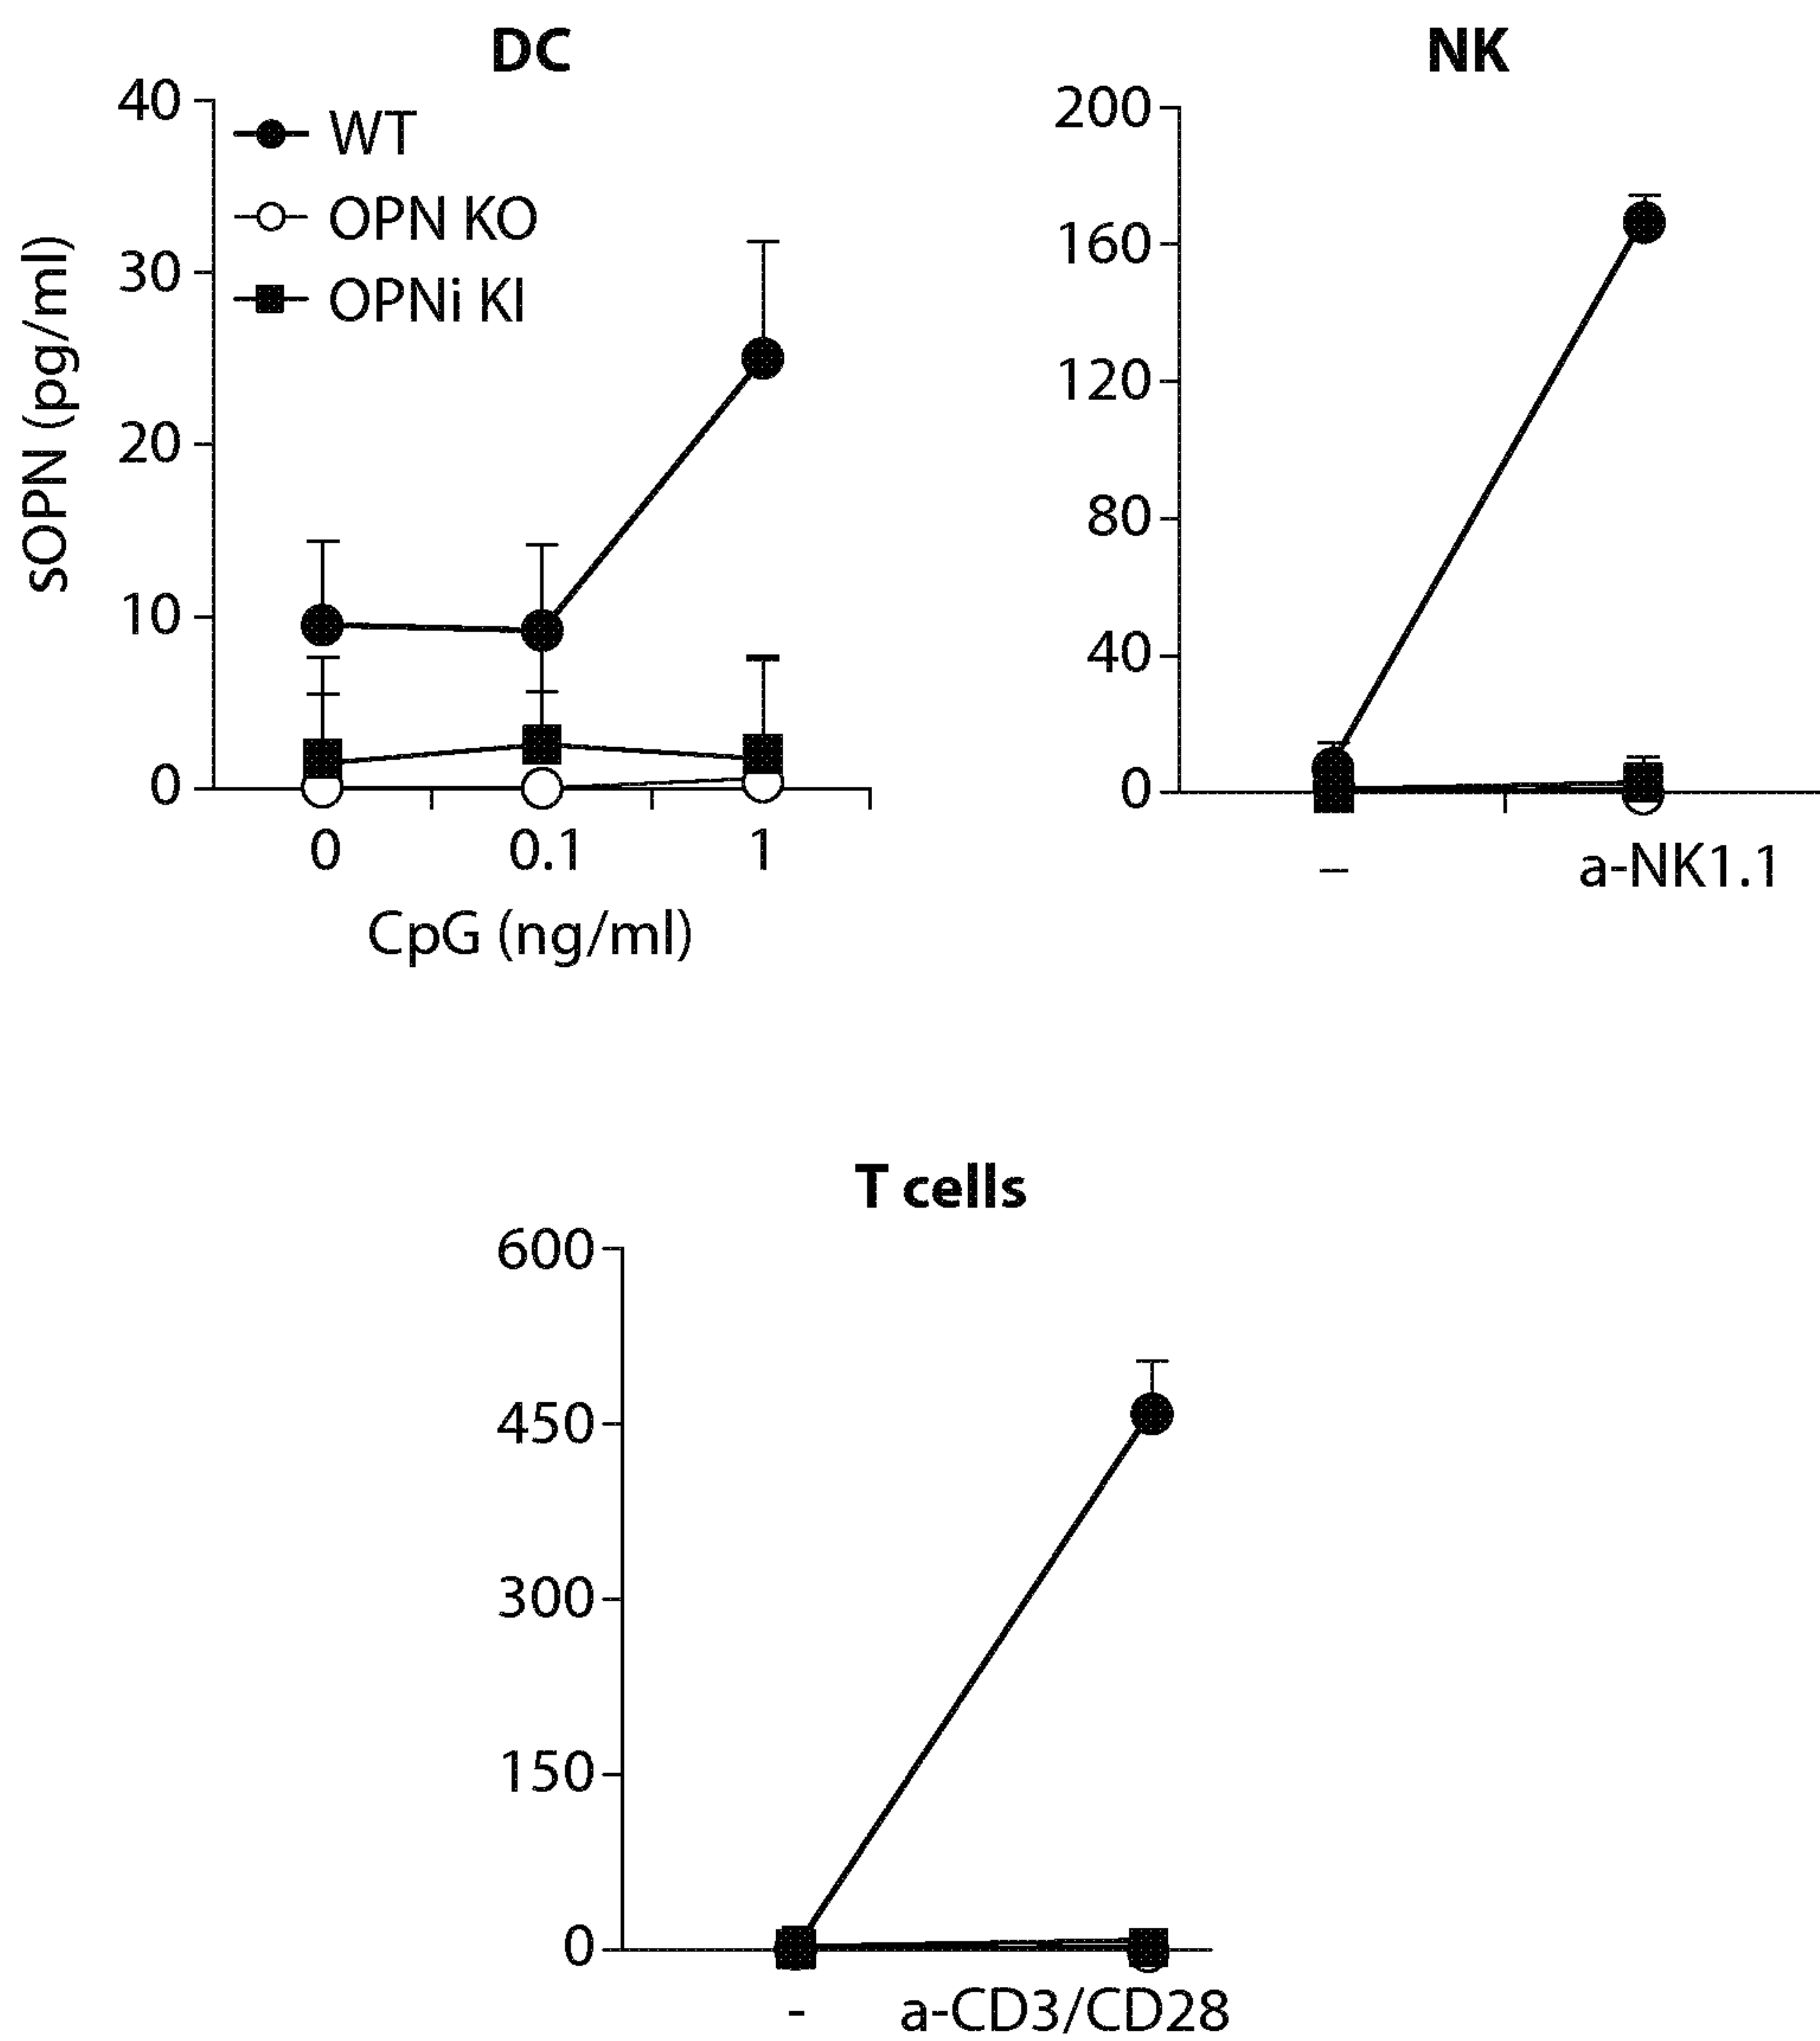 DC
sOPN (pg/ml)
40
30
20
10
0
WT
OPN KO
OPNi KI
0 0.1 1
CpG (ng/ml)
NK
200
160
120
80
40
0
– a-NK1.1
T cells
600
450
300
150
0
- a-CD3/CD28